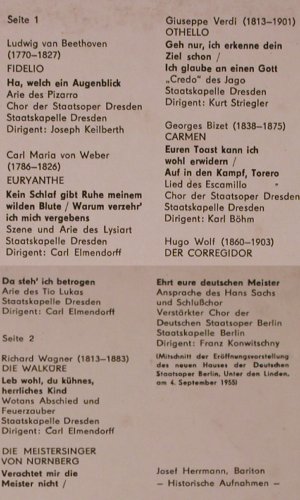 Seite 1
Ludwig van Beethoven
(1770–1827)
FIDELIO
Ha, welch ein Augenblick
Arie des Pizarro
Chor der Staatsoper Dresden
Staatskapelle Dresden
Dirigent: Joseph Keilberth
Carl Maria von Weber
(1786–1826)
EURYANTHE
Kein Schlaf gibt Ruhe meinem
wilden Blute / Warum verzehr'
ich mich vergebens
Szene und Arie des Lysiart
Staatskapelle Dresden
Dirigent: Carl Elmendorff
Giuseppe Verdi (1813–1901)
OTHELLO
Geh nur, ich erkenne dein
Ziel schon /
Ich glaube an einen Gott
„Credo" des Jago
Staatskapelle Dresden
Dirigent: Kurt Striegler
Georges Bizet (1838–1875)
CARMEN
Euren Toast kann ich
wohl erwidern /
Auf in den Kampf, Torero
Lied des Escamillo
Chor der Staatsoper Dresden
Staatskapelle Dresden
Dirigent: Karl Böhm
Hugo Wolf (1860–1903)
DER CORREGIDOR
Da steh' ich betrogen
Arie des Tio Lukas
Staatskapelle Dresden
Dirigent: Carl Elmendorff
Seite 2
Richard Wagner (1813–1883)
DIE WALKÜRE
Leb wohl, du kühnes,
herrliches Kind
Wotans Abschied und
Feuerzauber
Staatskapelle Dresden
Dirigent: Carl Elmendorff
DIE MEISTERSINGER
VON NÜRNBERG
Verachtet mir die
Meister nicht /
Ehrt eure deutschen Meister
Ansprache des Hans Sachs
und Schlußchor
Verstärkter Chor der
Deutschen Staatsoper Berlin
Staatskapelle Berlin
Dirigent: Franz Konwitschny
(Mitschnitt der Eröffnungsvorstellung
des neuen Hauses der Deutschen
Staatsoper Berlin, Unter den Linden,
am 4. September 1955)
Josef Herrmann, Bariton
– Historische Aufnahmen –